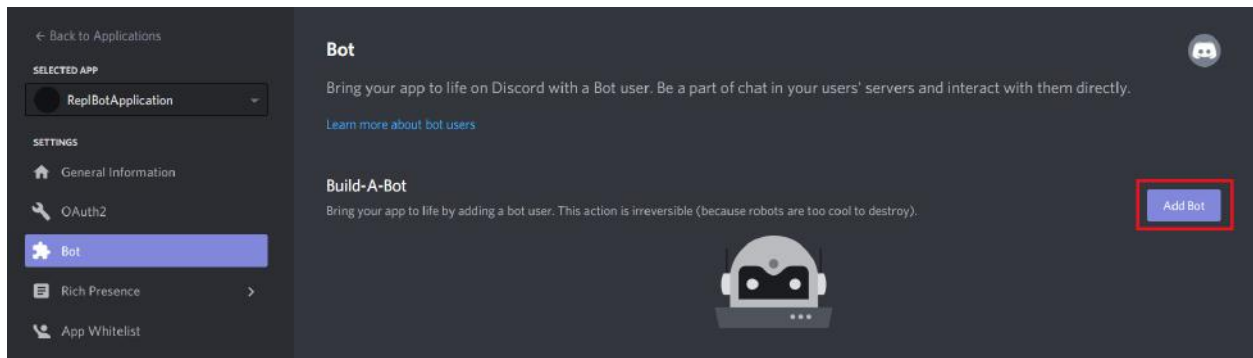 ← Back to Applications
SELECTED APP
ReplBotApplication
SETTINGS
General Information
OAuth2
Bot
Rich Presence
App Whitelist
Bot
Bring your app to life on Discord with a Bot user. Be a part of chat in your users' servers and interact with them directly.
Learn more about bot users
Build-A-Bot
Bring your app to life by adding a bot user. This action is irreversible (because robots are too cool to destroy).
Add Bot